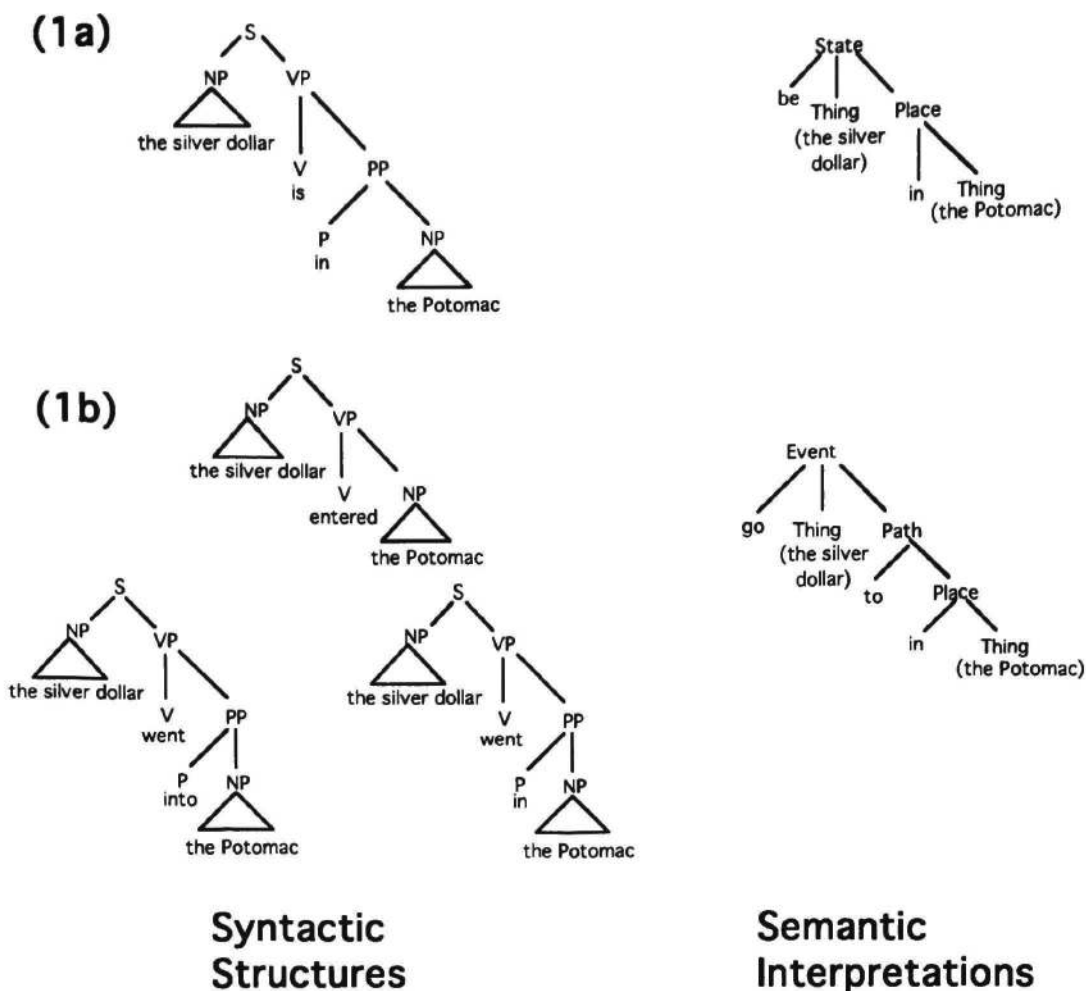 (1a)
S
NP VP
the silver dollar
V PP
is
P NP
in
the Potomac
State
be Thing Place
(the silver
dollar)
in Thing
(the Potomac)
(1b)
S
NP VP
the silver dollar
V NP
entered
the Potomac
S
NP VP
the silver dollar
V PP
went
P NP
into
the Potomac
S
NP VP
the silver dollar
V PP
went
P NP
in
the Potomac
Event
go Thing Path
(the silver
dollar)
to Place
in Thing
(the Potomac)
Syntactic
Structures
Semantic
Interpretations